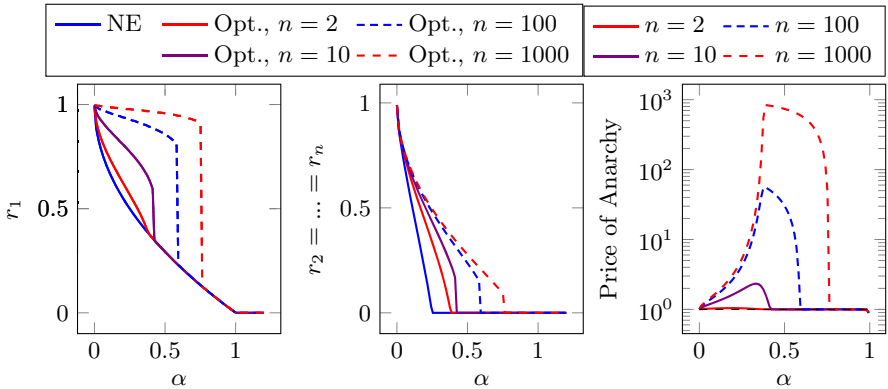 NE Opt., n = 2 Opt., n = 100
Opt., n = 10 Opt., n = 1000
n = 2 n = 100
n = 10 n = 1000
r₁
1
0.5
0
0 0.5 1
α
r₂ = ... = rₙ
1
0.5
0
0 0.5 1
α
Price of Anarchy
10³
10²
10¹
10⁰
0 0.5 1
α